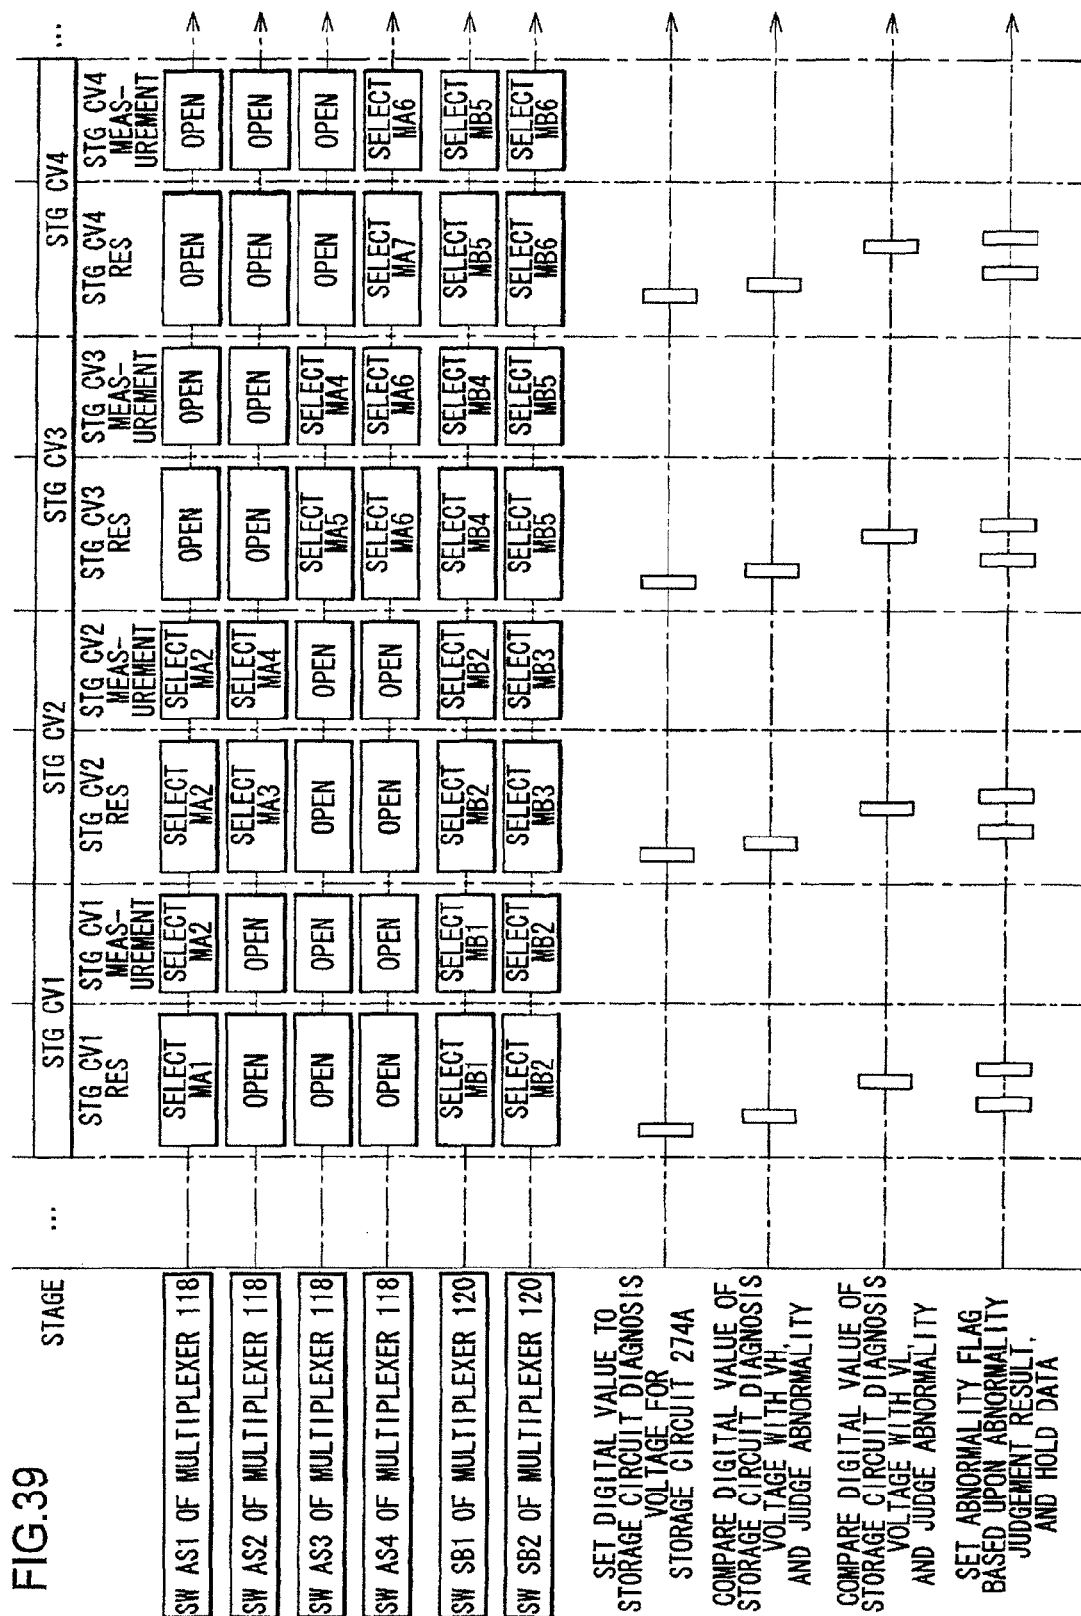 FIG.39
STAGE
...
STG CV1
STG CV2
STG CV3
STG CV4
...
STG CV1
RES
STG CV1
MEAS-
UREMENT
STG CV2
RES
STG CV2
MEAS-
UREMENT
STG CV3
RES
STG CV3
MEAS-
UREMENT
STG CV4
RES
STG CV4
MEAS-
UREMENT
SW AS1 OF MULTIPLEXER 118
SELECT
MA1
SELECT
MA2
SELECT
MA2
SELECT
MA2
OPEN
OPEN
OPEN
OPEN
SW AS2 OF MULTIPLEXER 118
OPEN
OPEN
SELECT
MA3
SELECT
MA4
OPEN
OPEN
OPEN
OPEN
SW AS3 OF MULTIPLEXER 118
OPEN
OPEN
OPEN
OPEN
SELECT
MA5
SELECT
MA4
OPEN
OPEN
SW AS4 OF MULTIPLEXER 118
OPEN
OPEN
OPEN
OPEN
SELECT
MA6
SELECT
MA6
SELECT
MA7
SELECT
MA6
SW SB1 OF MULTIPLEXER 120
SELECT
MB1
SELECT
MB1
SELECT
MB2
SELECT
MB2
SELECT
MB4
SELECT
MB4
SELECT
MB5
SELECT
MB5
SW SB2 OF MULTIPLEXER 120
SELECT
MB2
SELECT
MB2
SELECT
MB3
SELECT
MB3
SELECT
MB5
SELECT
MB5
SELECT
MB6
SELECT
MB6
SET DIGITAL VALUE TO
STORAGE CIRCUIT DIAGNOSIS
VOLTAGE FOR
STORAGE CIRCUIT 274A
COMPARE DIGITAL VALUE OF
STORAGE CIRCUIT DIAGNOSIS
VOLTAGE WITH VH,
AND JUDGE ABNORMALITY
COMPARE DIGITAL VALUE OF
STORAGE CIRCUIT DIAGNOSIS
VOLTAGE WITH VL,
AND JUDGE ABNORMALITY
SET ABNORMALITY FLAG
BASED UPON ABNORMALITY
JUDGEMENT RESULT,
AND HOLD DATA